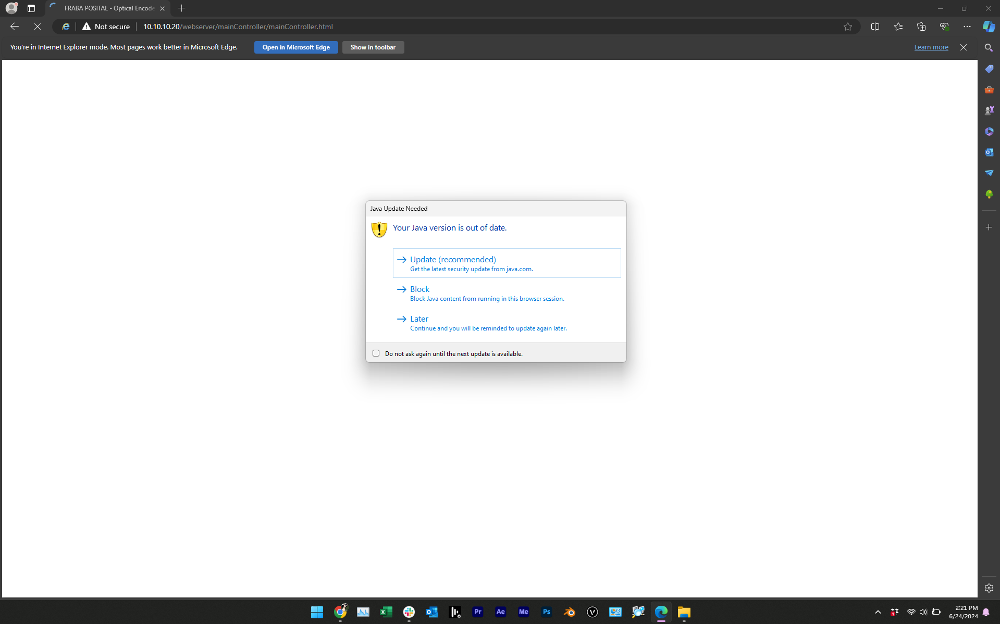 FRABA POSITAL - Optical Encode
Not secure
10.10.10.20/webserver/mainController/mainController.html
You're in Internet Explorer mode. Most pages work better in Microsoft Edge.
Open in Microsoft Edge
Show in toolbar
Learn more
Java Update Needed
Your Java version is out of date.
Update (recommended)
Get the latest security update from java.com.
Block
Block Java content from running in this browser session.
Later
Continue and you will be reminded to update again later.
Do not ask again until the next update is available.
Pr
Ae
Me
Ps
2:21 PM
6/24/2024